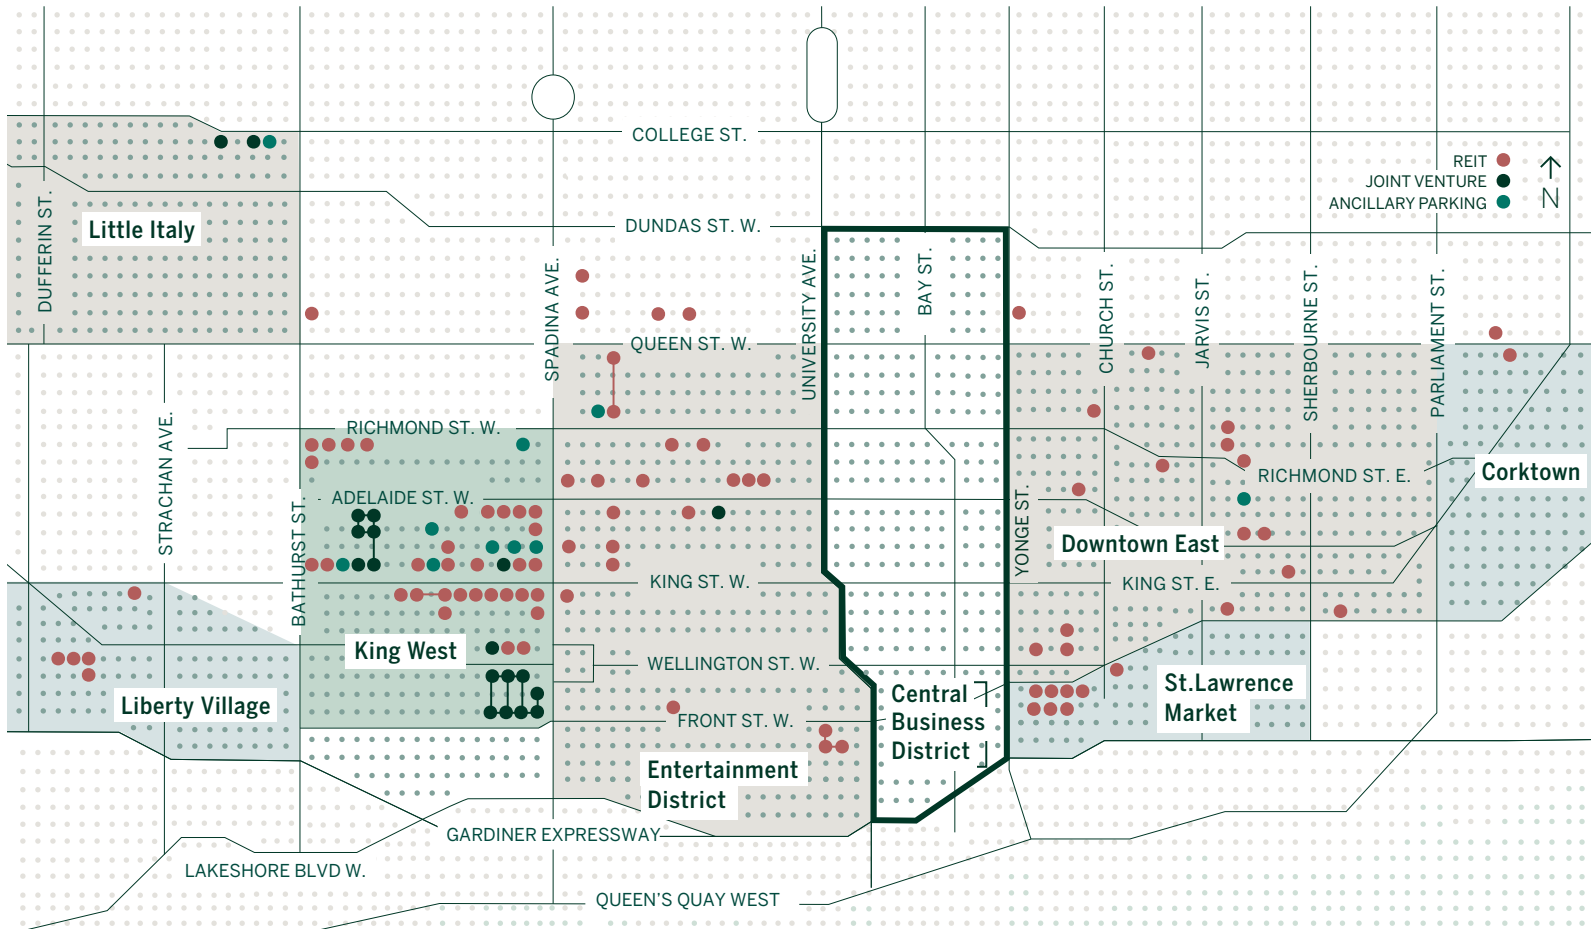 COLLEGE ST.
REIT
JOINT VENTURE
ANCILLARY PARKING
N
DUFFERIN ST.
Little Italy
DUNDAS ST. W.
SPADINA AVE.
UNIVERSITY AVE.
BAY ST.
CHURCH ST.
JARVIS ST.
SHERBOURNE ST.
PARLIAMENT ST.
QUEEN ST. W.
STRACHAN AVE.
RICHMOND ST. W.
RICHMOND ST. E.
Corktown
ADELAIDE ST. W.
BATHURST ST.
YONGE ST.
Downtown East
KING ST. W.
KING ST. E.
King West
WELLINGTON ST. W.
Liberty Village
Central
Business
District
St.Lawrence
Market
FRONT ST. W.
Entertainment
District
GARDINER EXPRESSWAY
LAKESHORE BLVD W.
QUEEN'S QUAY WEST